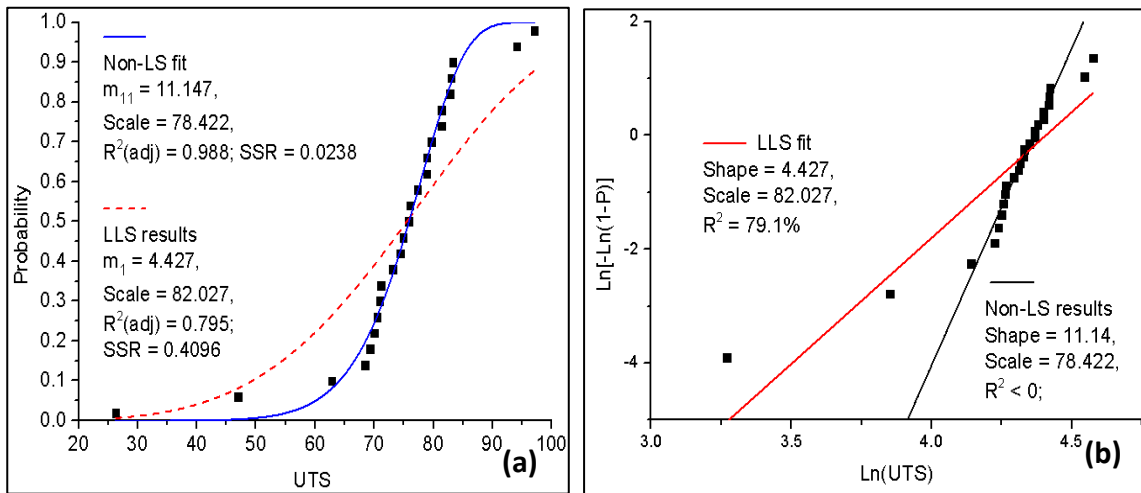 1.0
0.9
0.8
0.7
0.6
0.5
0.4
0.3
0.2
0.1
0.0
Probability
Non-LS fit
m11 = 11.147,
Scale = 78.422,
R2(adj) = 0.988; SSR = 0.0238
LLS results
m1 = 4.427,
Scale = 82.027,
R2(adj) = 0.795;
SSR = 0.4096
20 30 40 50 60 70 80 90 100
UTS
(a)
2
0
-2
-4
Ln[-Ln(1-P)]
LLS fit
Shape = 4.427,
Scale = 82.027,
R2 = 79.1%
Non-LS results
Shape = 11.14,
Scale = 78.422,
R2 < 0;
3.0 3.5 4.0 4.5
Ln(UTS)
(b)